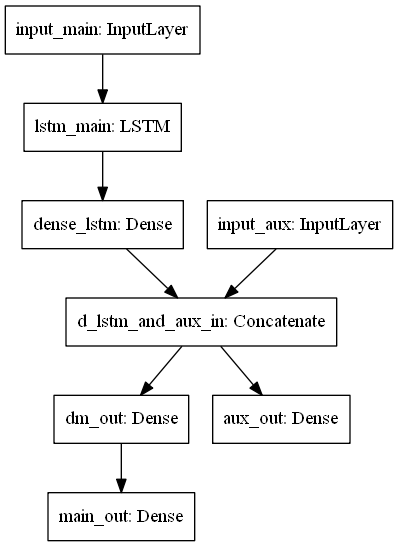 input_main: InputLayer
lstm_main: LSTM
dense_lstm: Dense
input_aux: InputLayer
d_lstm_and_aux_in: Concatenate
dm_out: Dense
aux_out: Dense
main_out: Dense